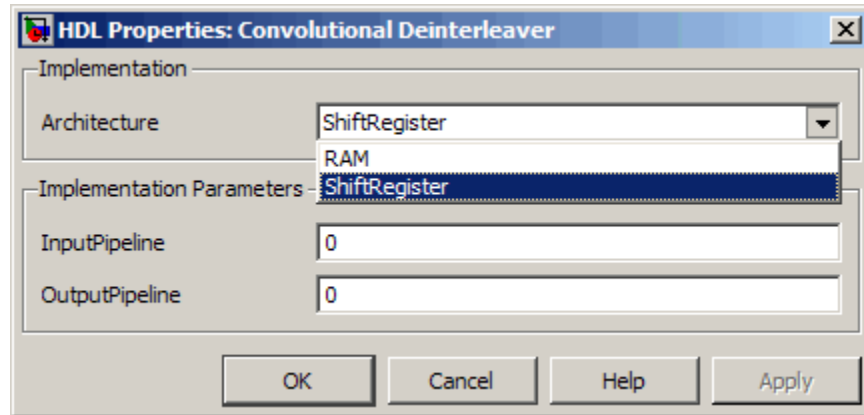 HDL Properties: Convolutional Deinterleaver
Implementation
Architecture ShiftRegister
RAM
ShiftRegister
Implementation Parameters
InputPipeline 0
OutputPipeline 0
OK Cancel Help Apply